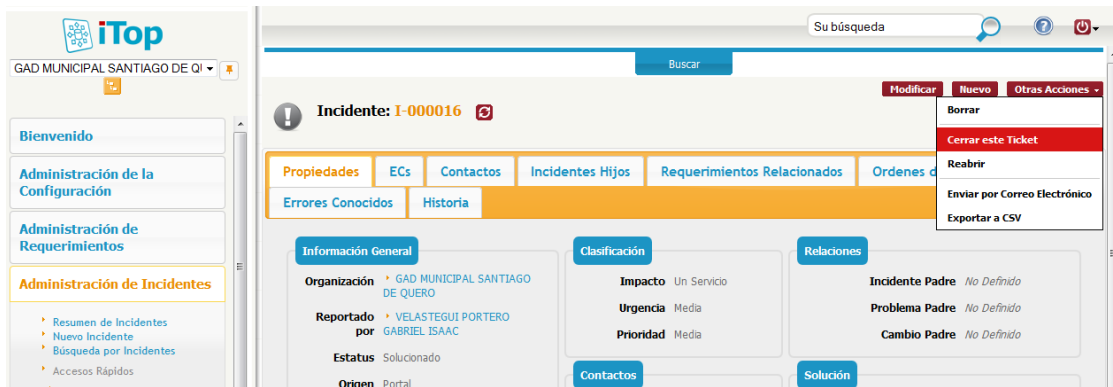 iTop
GAD MUNICIPAL SANTIAGO DE QU
Bienvenido
Administración de la
Configuración
Administración de
Requerimientos
Administración de Incidentes
Resumen de Incidentes
Nuevo Incidente
Búsqueda por Incidentes
Accesos Rápidos
Su búsqueda
Buscar
Modificar Nuevo Otras Acciones
Incidente: I-000016
Borrar
Cerrar este Ticket
Reabrir
Enviar por Correo Electrónico
Exportar a CSV
Propiedades ECs Contactos Incidentes Hijos Requerimientos Relacionados Ordenes d
Errores Conocidos Historia
Información General
Organización GAD MUNICIPAL SANTIAGO
DE QUERO
Reportado VELASTEGUI PORTERO
por GABRIEL ISAAC
Estatus Solucionado
Origen Portal
Clasificación
Impacto Un Servicio
Urgencia Media
Prioridad Media
Contactos
Relaciones
Incidente Padre No Definido
Problema Padre No Definido
Cambio Padre No Definido
Solución